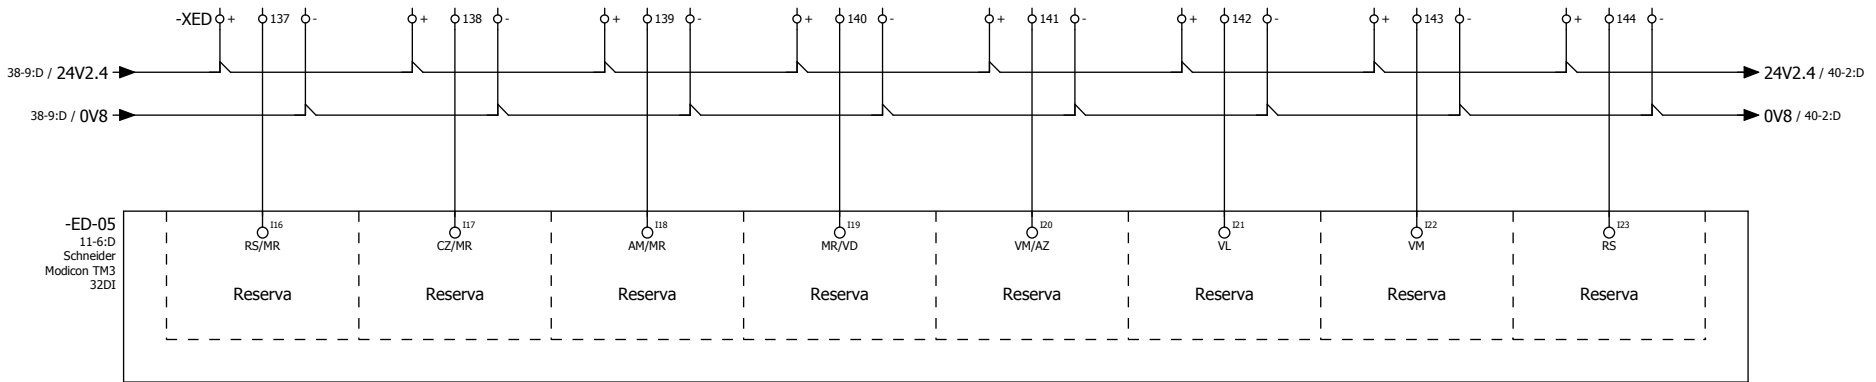 -XED + 137 - + 138 - + 139 - + 140 - + 141 - + 142 - + 143 - + 144 -
38-9:D / 24V2.4 24V2.4 / 40-2:D
38-9:D / 0V8 0V8 / 40-2:D
-ED-05
11-6:D
Schneider
Modicon TM3
32DI
I16 I17 I18 I19 I20 I21 I22 I23
RS/MR CZ/MR AM/MR MR/VD VM/AZ VL VM RS
Reserva Reserva Reserva Reserva Reserva Reserva Reserva Reserva